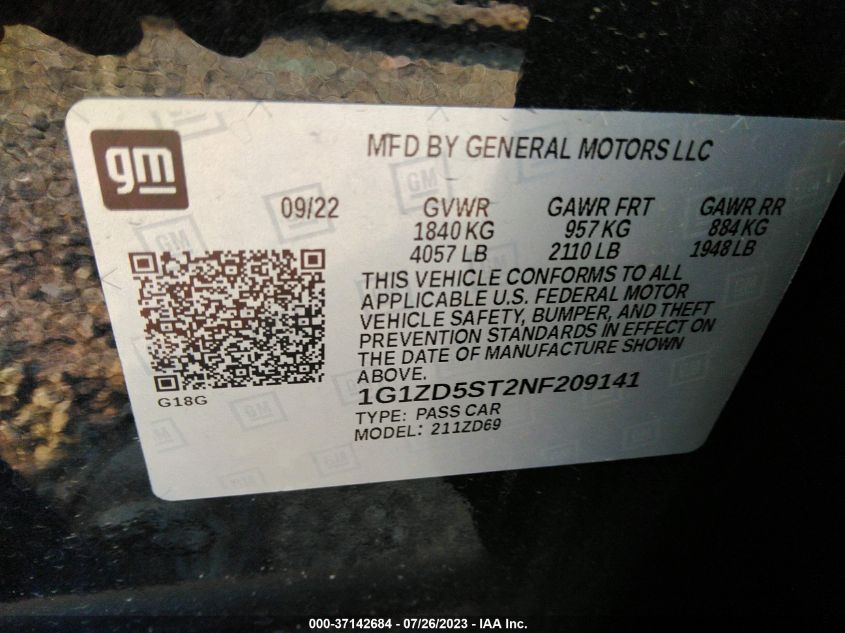 gm
MFD BY GENERAL MOTORS LLC
09/22 GVWR GAWR FRT GAWR RR
1840 KG 957 KG 884 KG
4057 LB 2110 LB 1948 LB
THIS VEHICLE CONFORMS TO ALL
APPLICABLE U.S. FEDERAL MOTOR
VEHICLE SAFETY, BUMPER, AND THEFT
PREVENTION STANDARDS IN EFFECT ON
THE DATE OF MANUFACTURE SHOWN
ABOVE.
G18G
1G1ZD5ST2NF209141
TYPE: PASS CAR
MODEL: 211ZD69
000-37142684 - 07/26/2023 - IAA Inc.